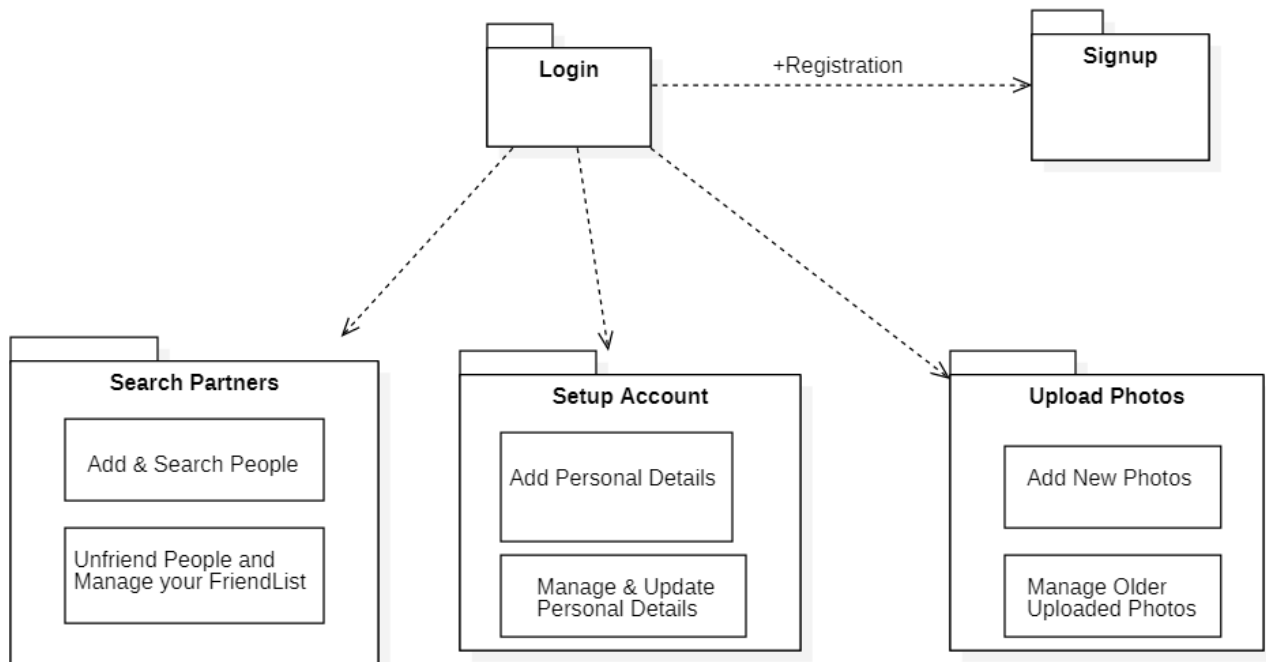 Login
+Registration
Signup
Search Partners
Add & Search People
Unfriend People and
Manage your FriendList
Setup Account
Add Personal Details
Manage & Update
Personal Details
Upload Photos
Add New Photos
Manage Older
Uploaded Photos